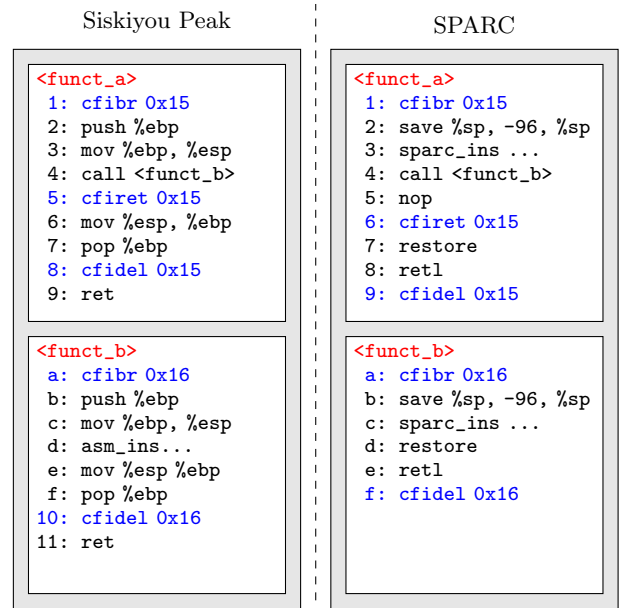 Siskiyou Peak
<funct_a>
1: cfibr 0x15
2: push %ebp
3: mov %ebp, %esp
4: call <funct_b>
5: cfiret 0x15
6: mov %esp, %ebp
7: pop %ebp
8: cfidel 0x15
9: ret
<funct_b>
a: cfibr 0x16
b: push %ebp
c: mov %ebp, %esp
d: asm_ins...
e: mov %esp %ebp
f: pop %ebp
10: cfidel 0x16
11: ret
SPARC
<funct_a>
1: cfibr 0x15
2: save %sp, -96, %sp
3: sparc_ins ...
4: call <funct_b>
5: nop
6: cfiret 0x15
7: restore
8: retl
9: cfidel 0x15
<funct_b>
a: cfibr 0x16
b: save %sp, -96, %sp
c: sparc_ins ...
d: restore
e: retl
f: cfidel 0x16